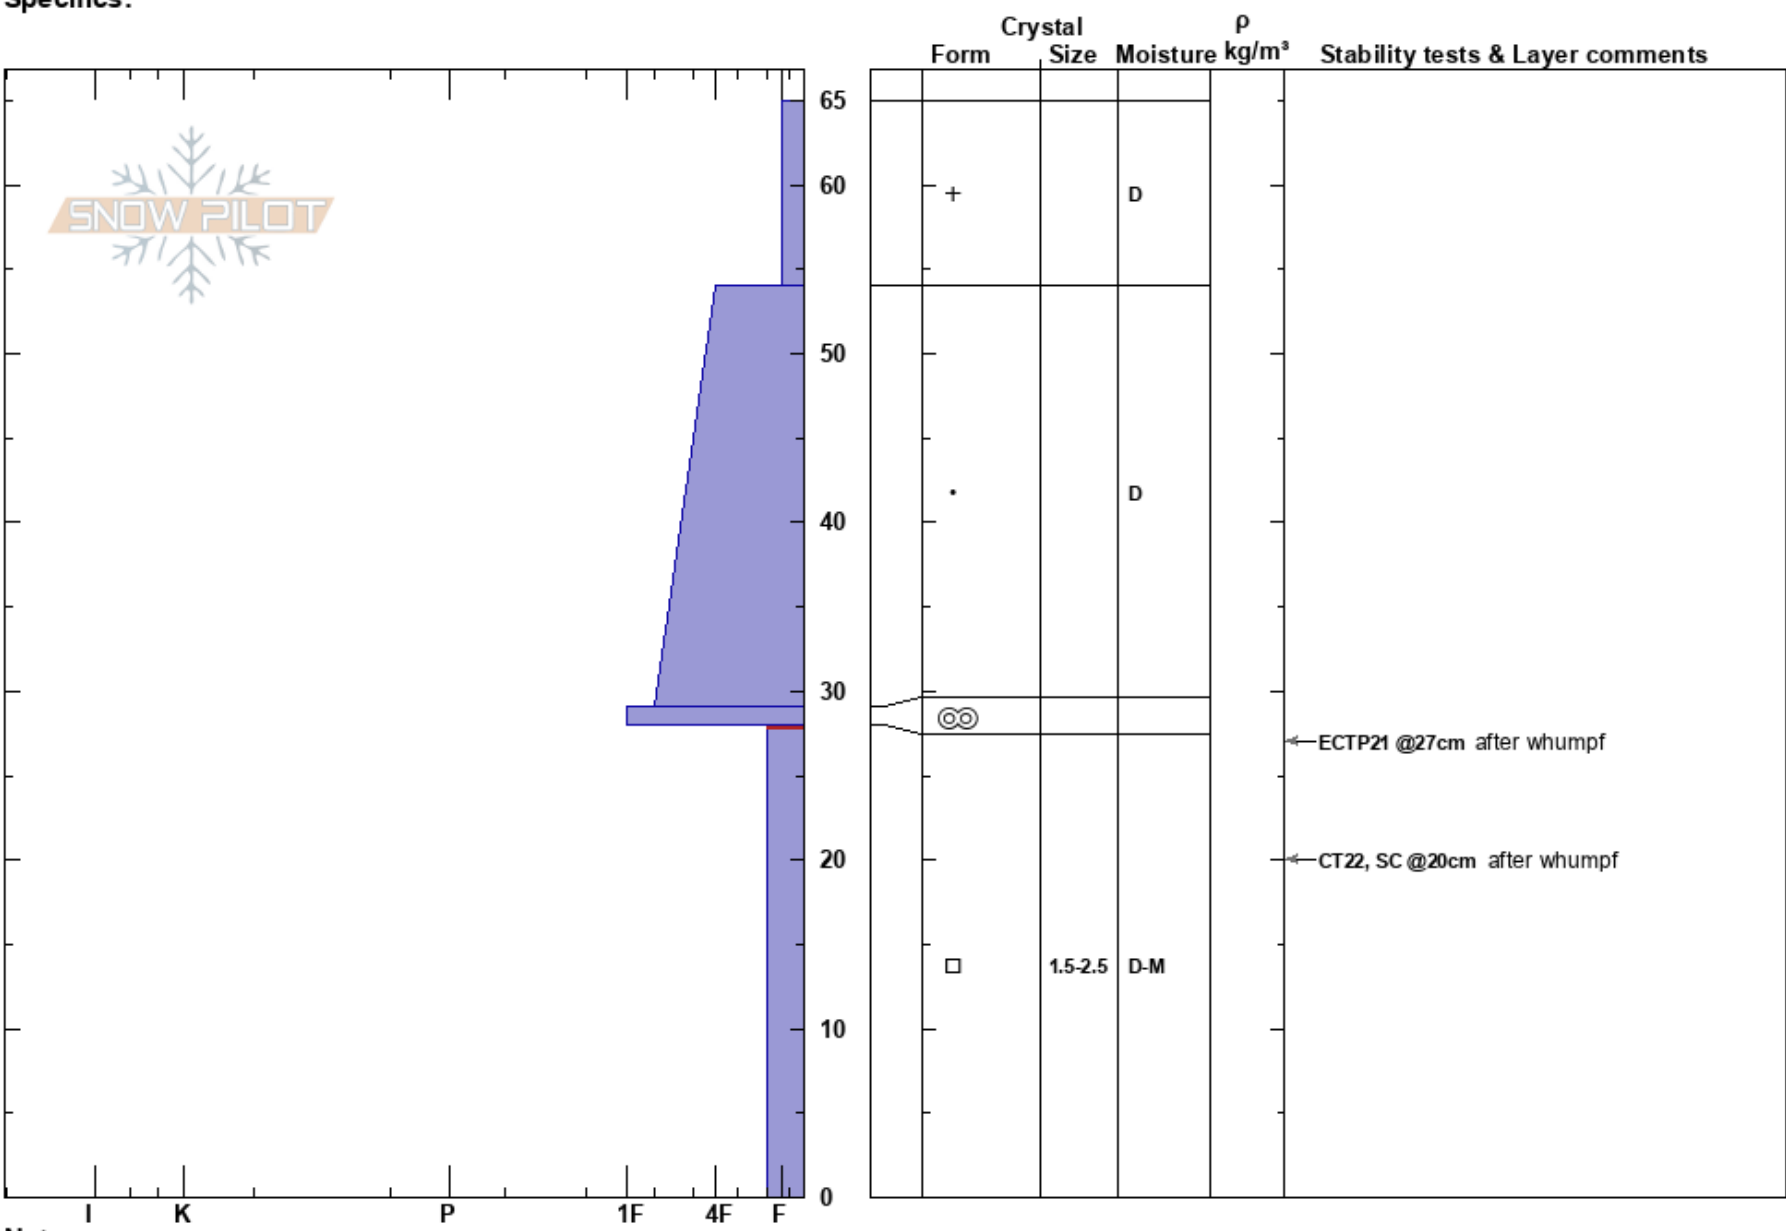 Specifics:
Crystal
ρ
Form Size Moisture kg/m³ Stability tests & Layer comments
65
SNOW PILOT
60
+ D
50
• D
40
30
ECTP21 @27cm after whumpf
20
CT22, SC @20cm after whumpf
1.5-2.5 D-M
10
0
I K P 1F 4F F